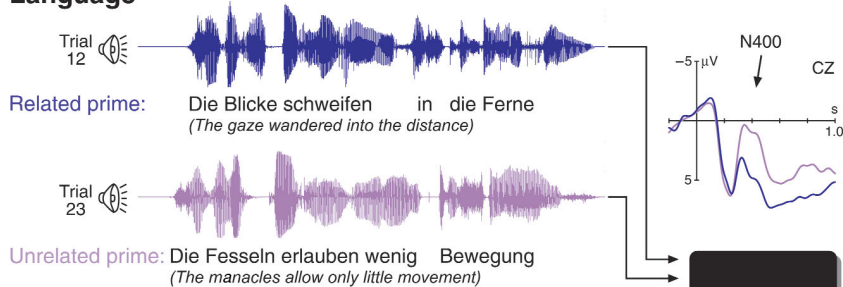 Language
Trial
12
Related prime: Die Blicke schweifen in die Ferne
(The gaze wandered into the distance)
Trial
23
Unrelated prime: Die Fesseln erlauben wenig Bewegung
(The manacles allow only little movement)
N400
−5 µV
CZ
s
1.0
5